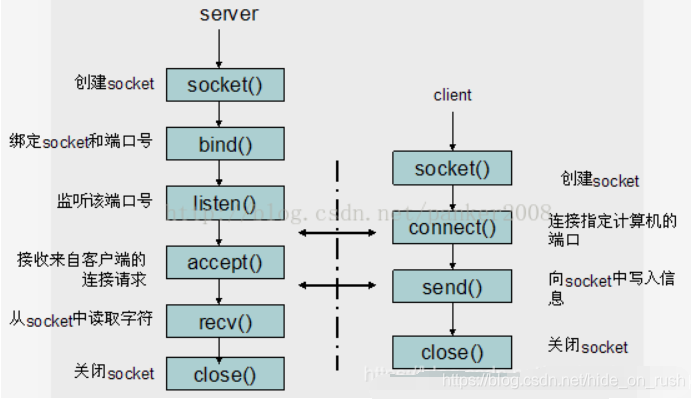 server
创建socket
socket()
绑定socket和端口号
bind()
监听该端口号
listen()
接收来自客户端的
连接请求
accept()
从socket中读取字符
recv()
关闭socket
close()
client
socket()
创建socket
connect()
连接指定计算机的
端口
send()
向socket中写入信
息
close()
关闭socket
https://blog.csdn.net/hide_on_rush